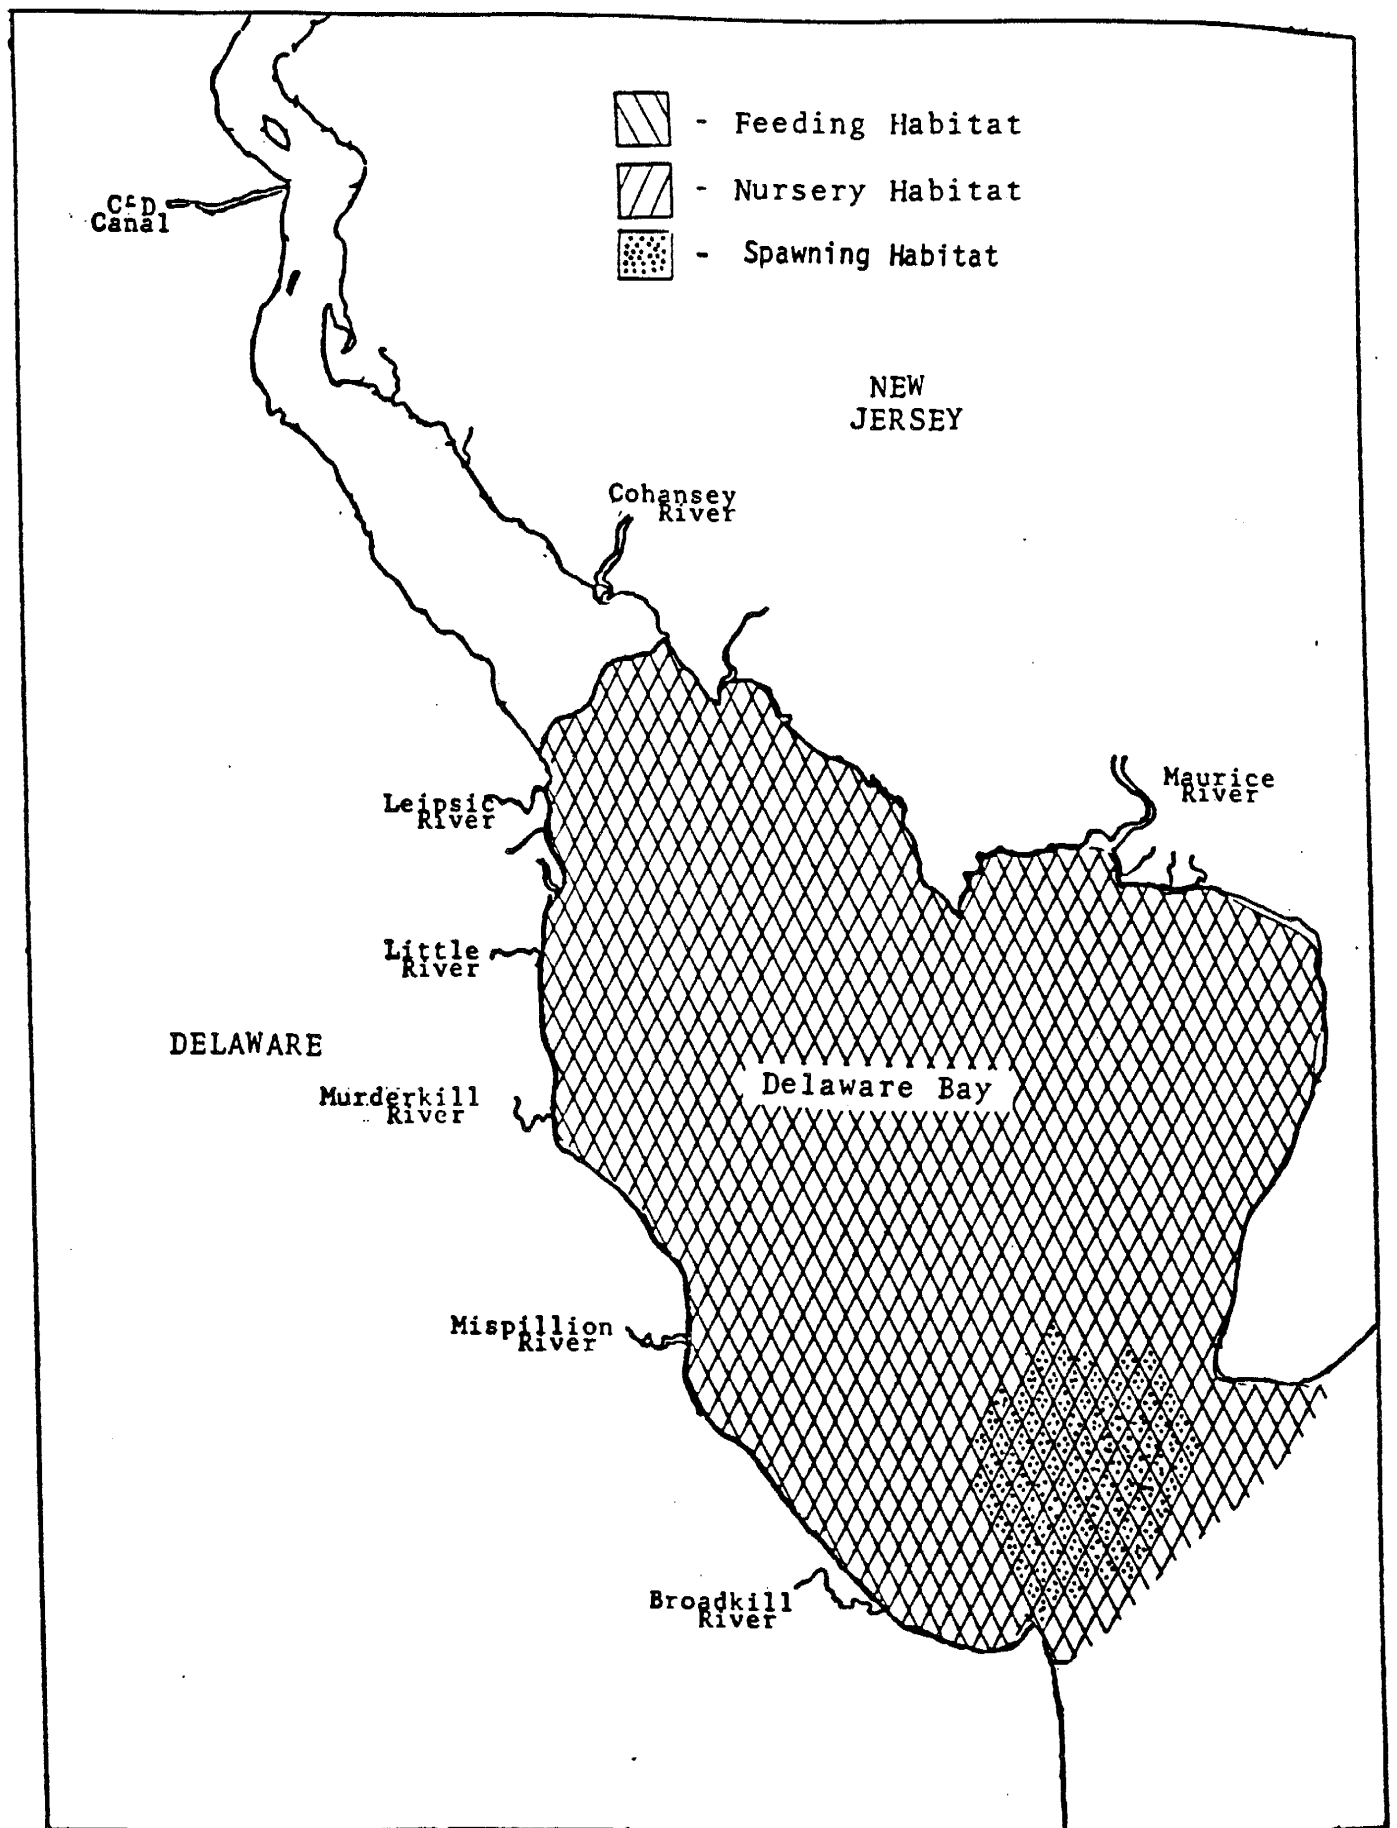 - Feeding Habitat
- Nursery Habitat
- Spawning Habitat
C&D
Canal
NEW
JERSEY
Cohansey
River
Maurice
River
Leipsic
River
Little
River
DELAWARE
Delaware Bay
Murderkill
River
Mispillion
River
Broadkill
River